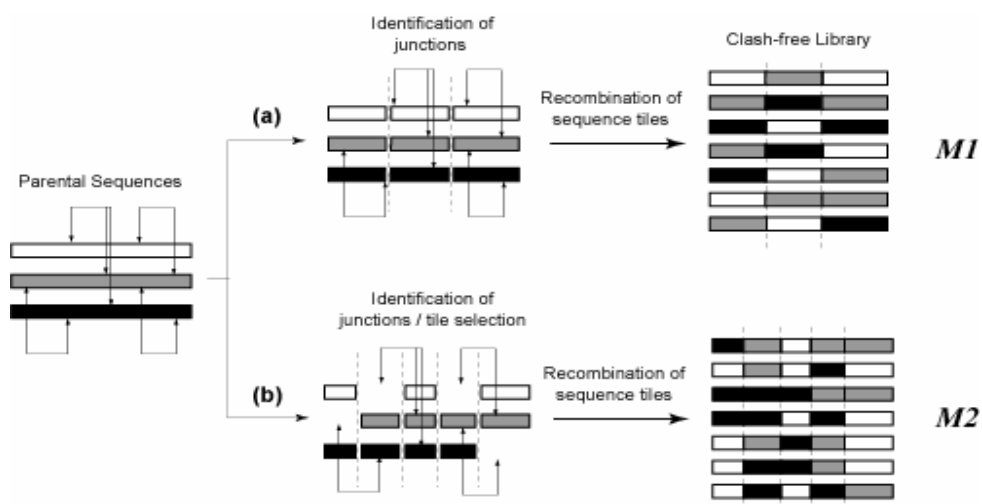 Identification of
junctions
(a)
Recombination of
sequence tiles
Clash-free Library
M1
Parental Sequences
Identification of
junctions / tile selection
(b)
Recombination of
sequence tiles
M2